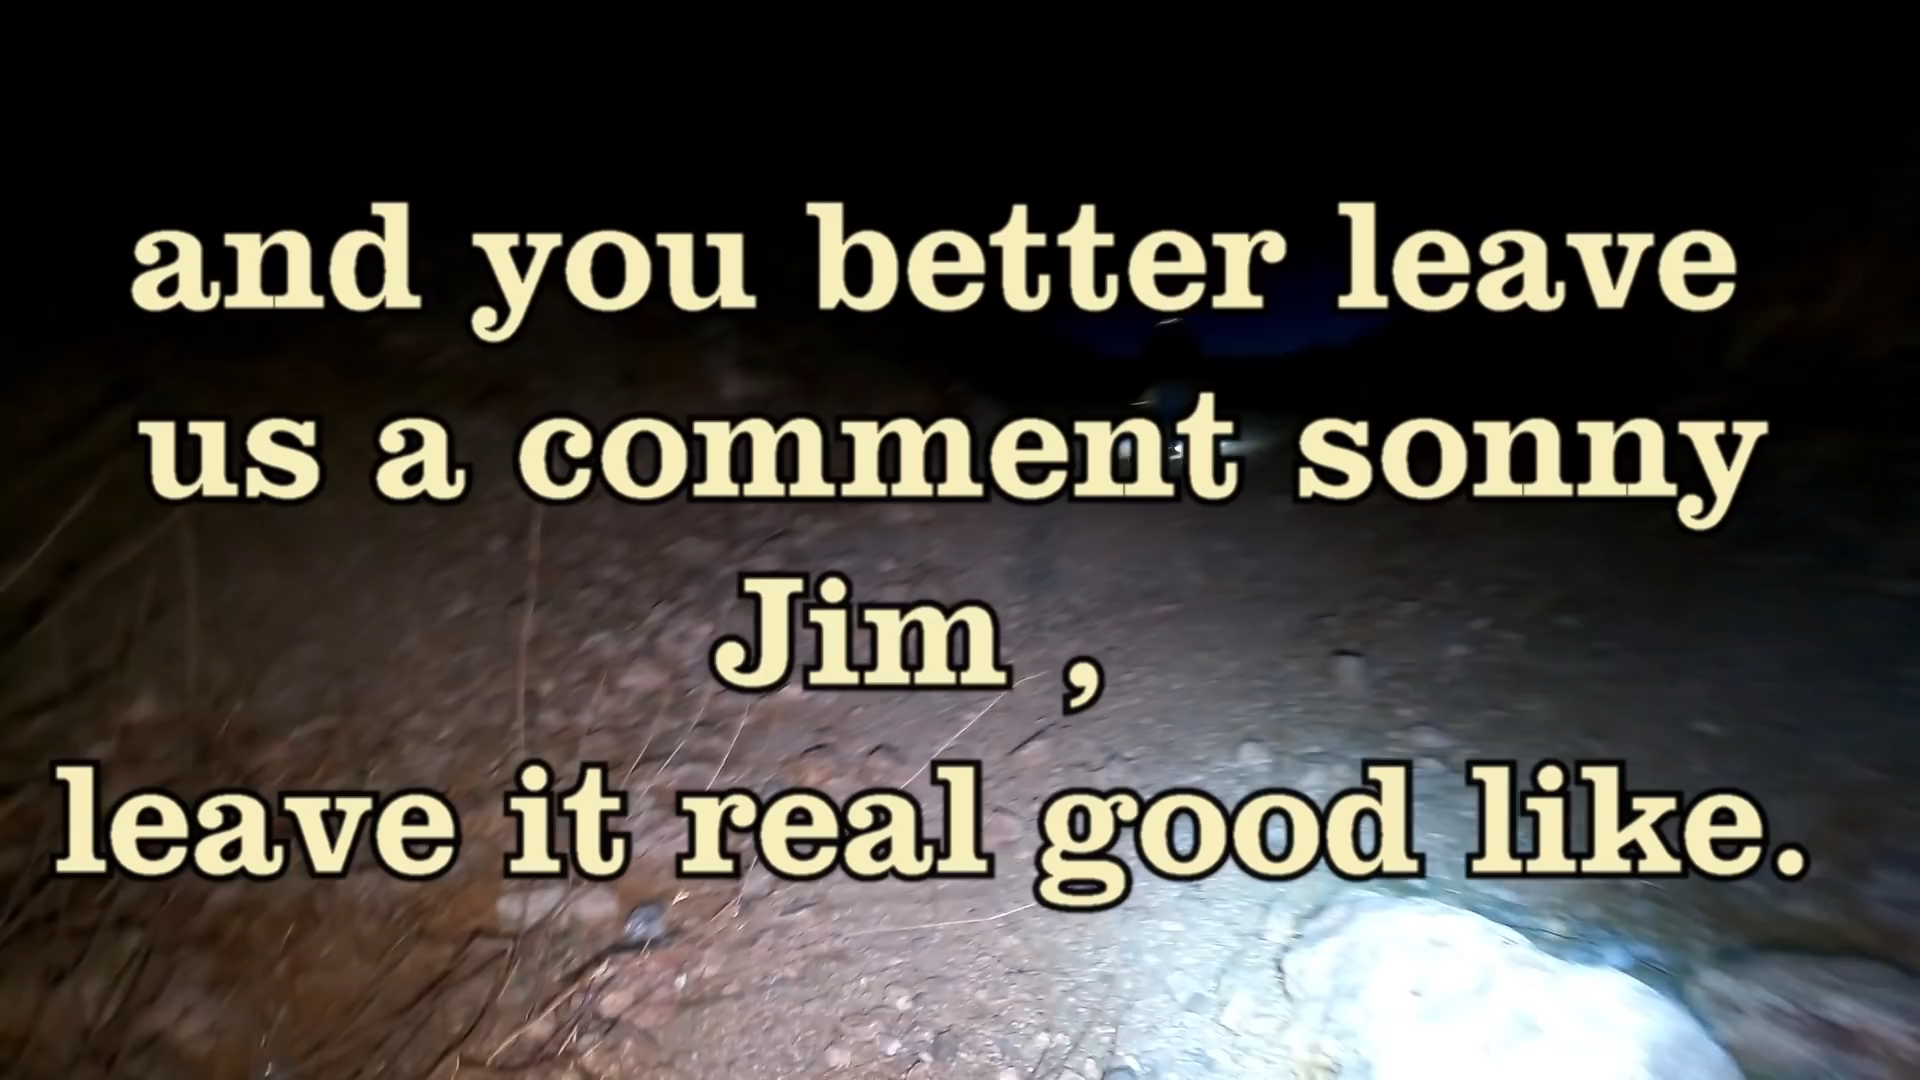 and you better leave
us a comment sonny
Jim ,
leave it real good like.